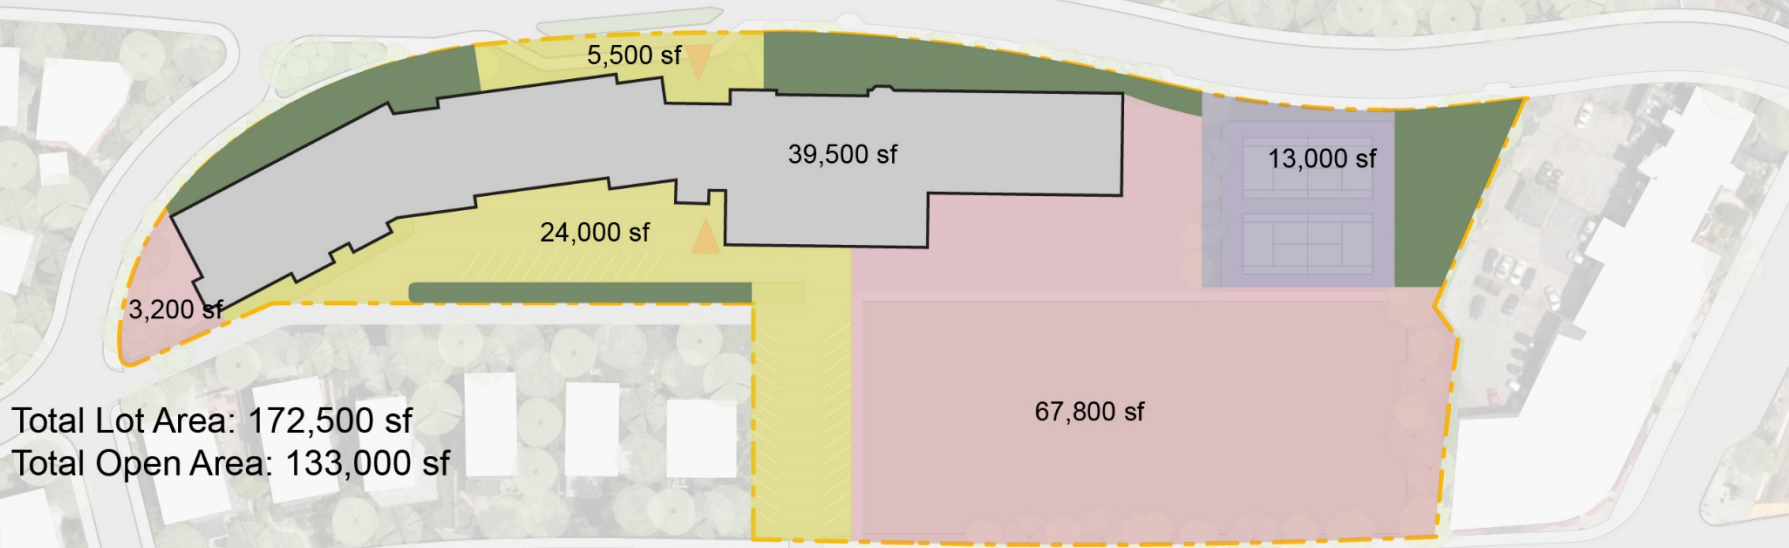 5,500 sf
39,500 sf
13,000 sf
24,000 sf
3,200 sf
67,800 sf
Total Lot Area: 172,500 sf
Total Open Area: 133,000 sf